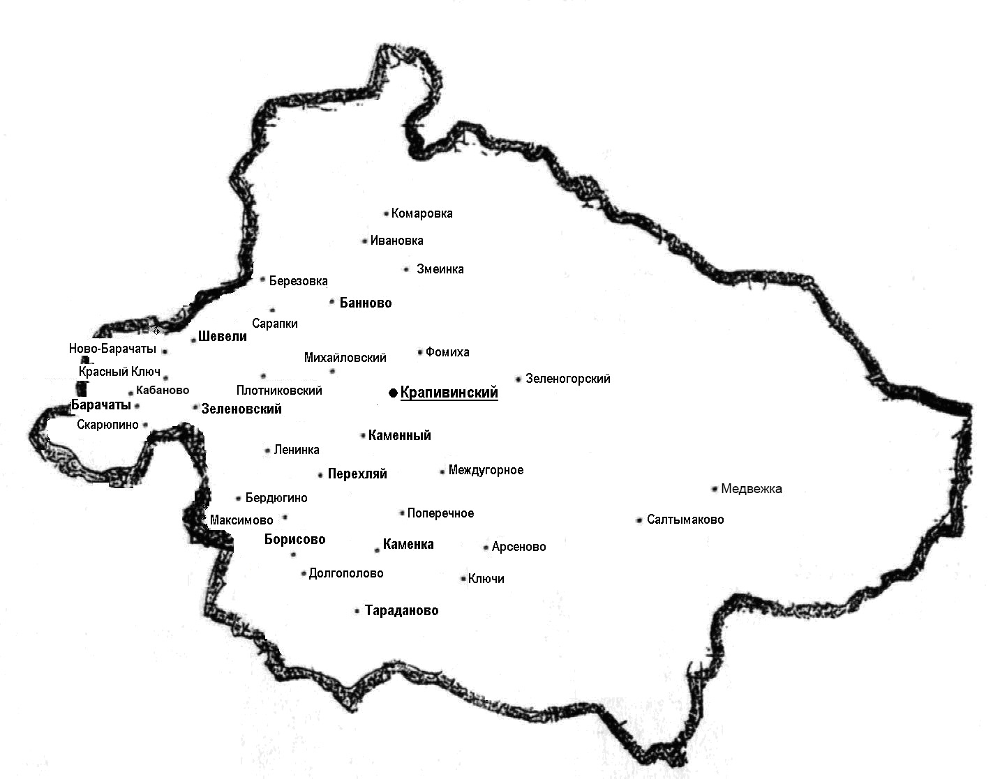 Комаровка
Ивановка
Змеинка
Березовка
Банново
Сарапки
Шевели
Ново-Барачаты
Фомиха
Михайловский
Красный Ключ
Зеленогорский
Плотниковский
Кабаново
Крапивинский
Барачаты
Зеленовский
Скарюпино
Каменный
Ленинка
Междугорное
Перехляй
Медвежка
Бердюгино
Поперечное
Максимово
Салтымаково
Борисово
Каменка
Арсеново
Долгополово
Ключи
Тараданово